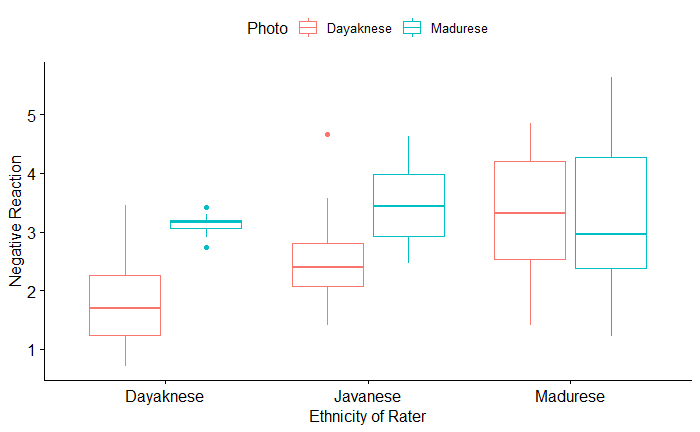 Photo Dayaknese Madurese
Negative Reaction
5
4
3
2
1
Dayaknese Javanese Madurese
Ethnicity of Rater